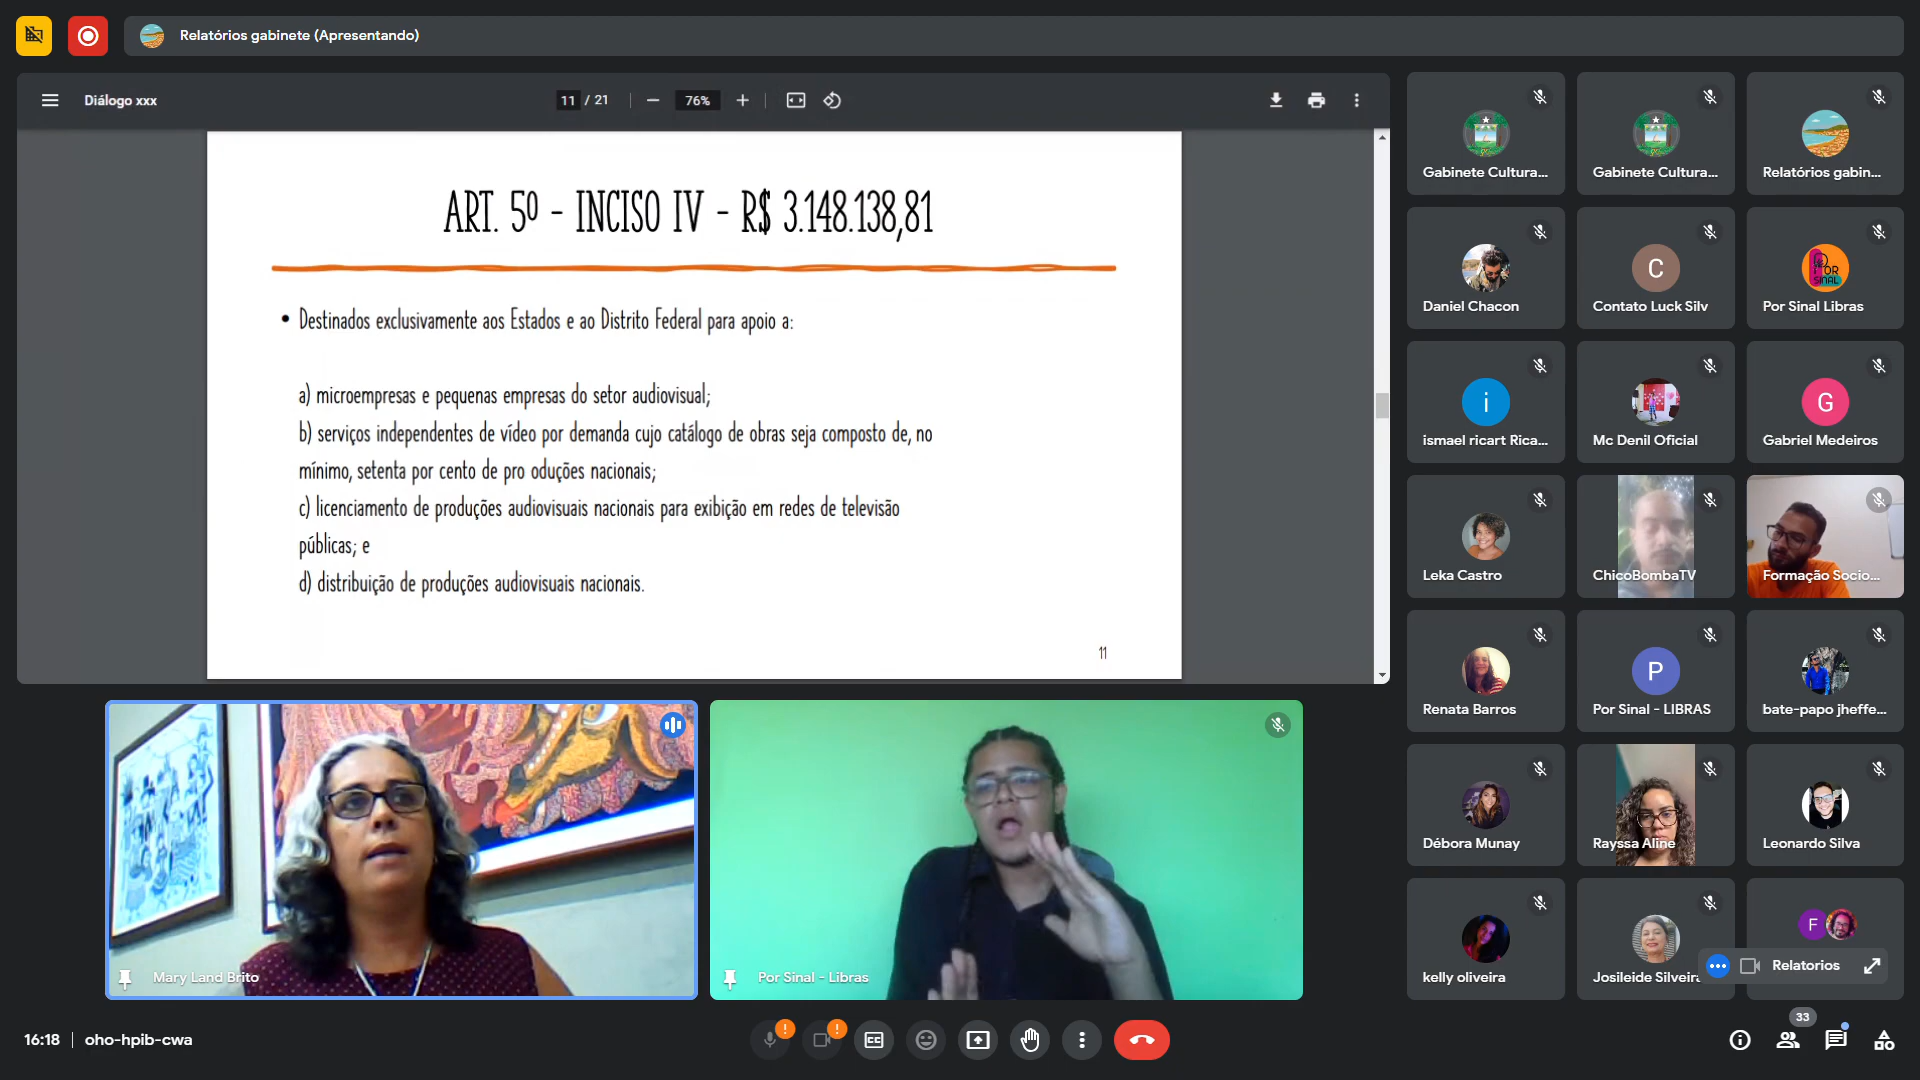 Relatórios gabinete (Apresentando)
Diálogo xxx
11 / 21
76%
ART. 5º - INCISO IV - R$ 3.148.138,81
• Destinados exclusivamente aos Estados e ao Distrito Federal para apoio a:
a) microempresas e pequenas empresas do setor audiovisual;
b) serviços independentes de vídeo por demanda cujo catálogo de obras seja composto de, no
mínimo, setenta por cento de pro oduções nacionais;
c) licenciamento de produções audiovisuais nacionais para exibição em redes de televisão
públicas; e
d) distribuição de produções audiovisuais nacionais.
11
Mary Land Brito
Por Sinal - Libras
Gabinete Cultura...
Gabinete Cultura...
Relatórios gabin...
Daniel Chacon
C
Contato Luck Silv
POR
SINAL
Por Sinal Libras
i
ismael ricart Rica...
Mc Denil Oficial
G
Gabriel Medeiros
Leka Castro
ChicoBombaTV
Formação Socio...
Renata Barros
P
Por Sinal - LIBRAS
bate-papo jheffe...
Débora Munay
Rayssa Aline
Leonardo Silva
kelly oliveira
Josileide Silveira
F
Relatorios
16:18 | oho-hpib-cwa
CC
33